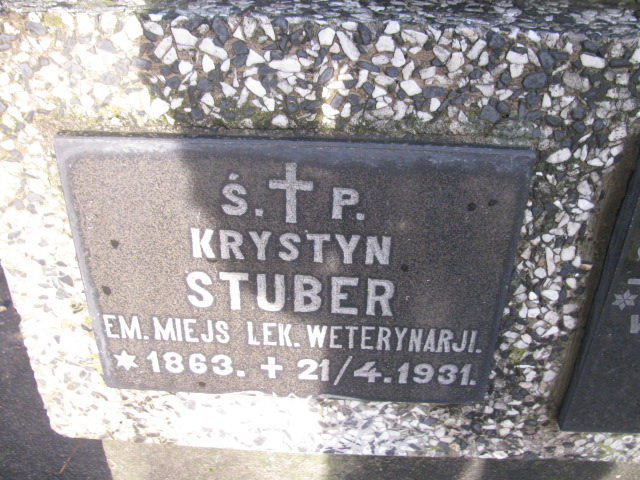 Ś. P.
KRYSTYN
STUBER
EM. MIEJS LEK. WETERYNARJI.
* 1863. + 21/4.1931.